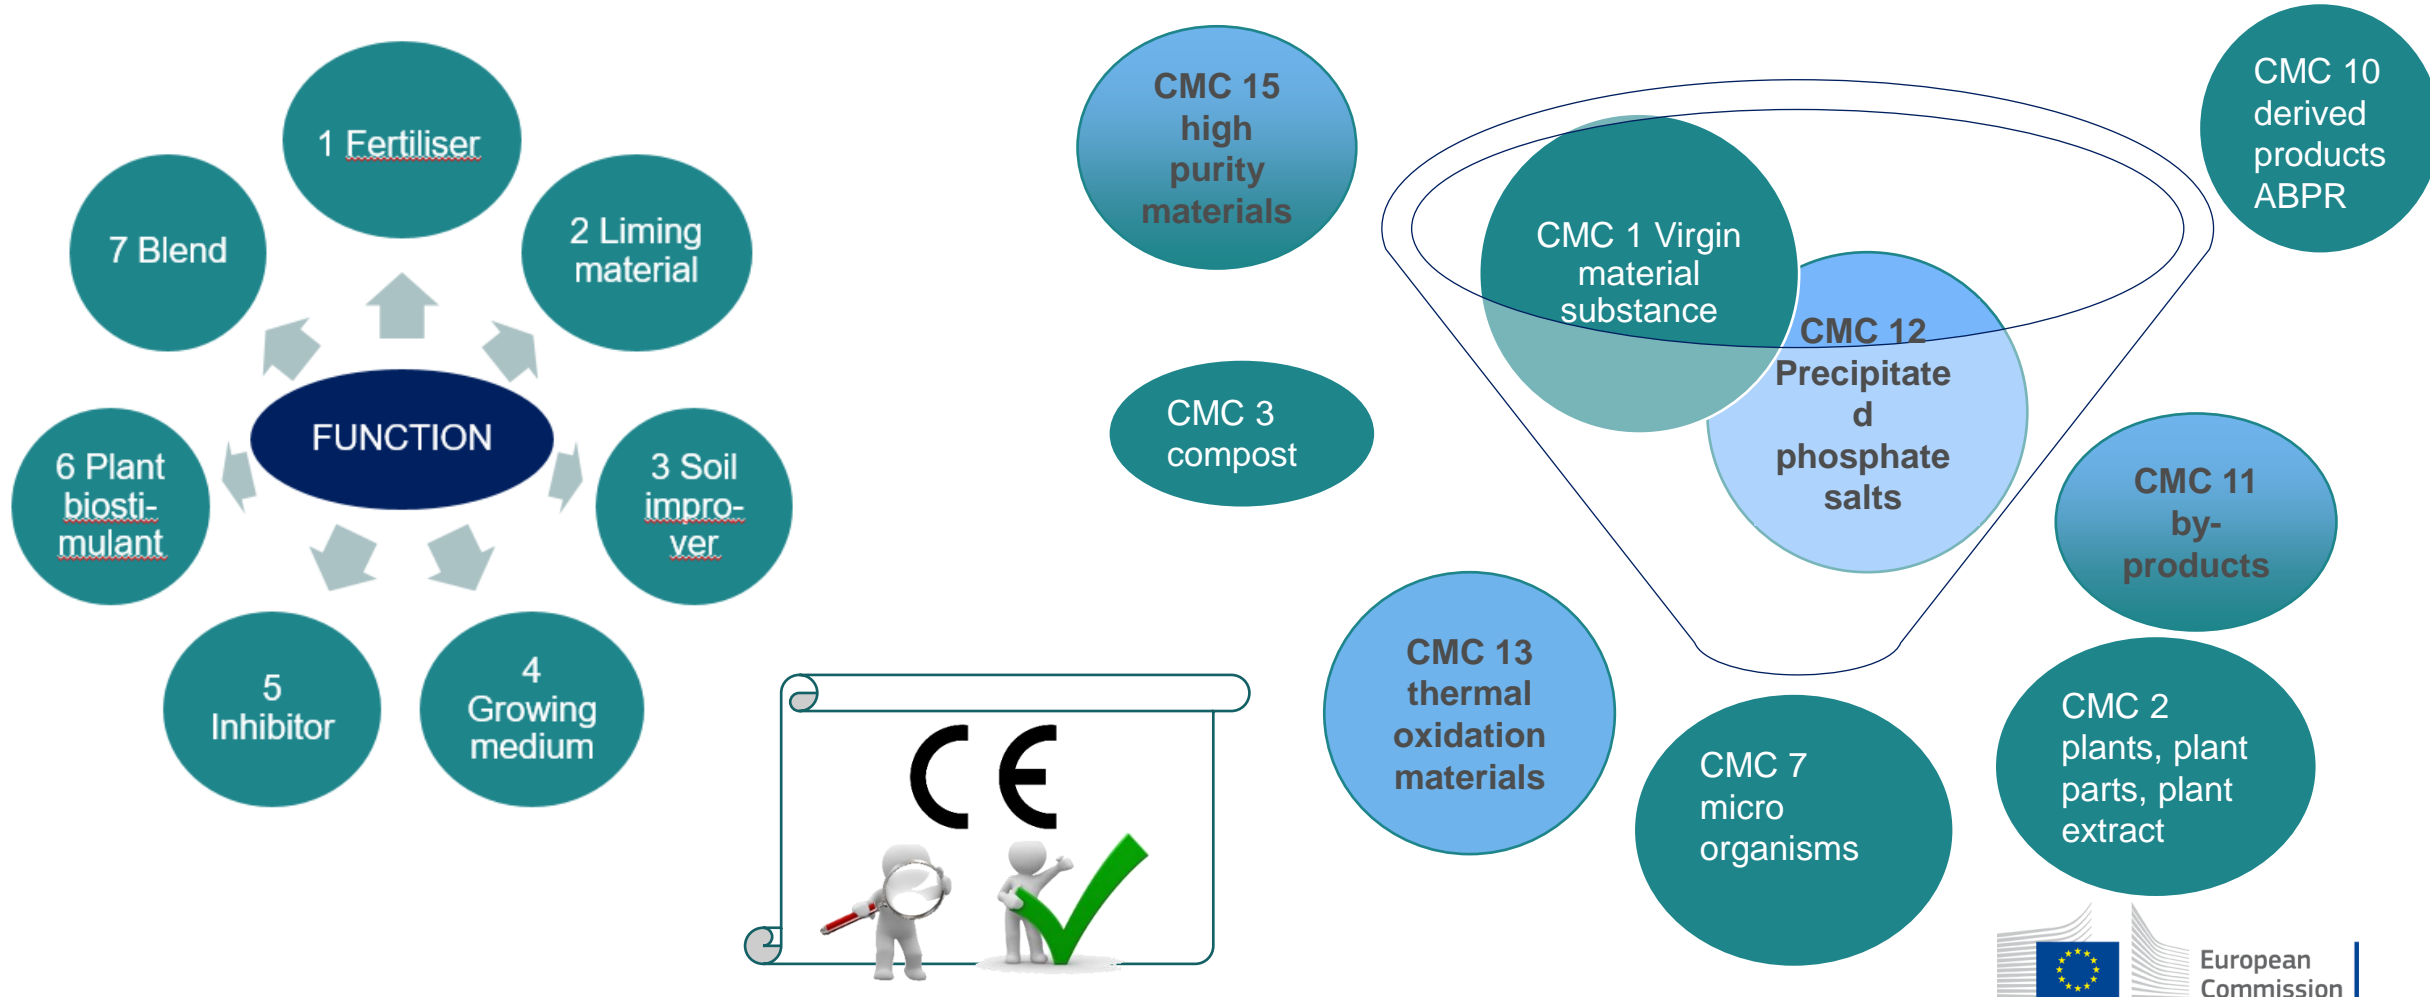 1 Fertiliser
2 Liming
material
3 Soil
impro-
ver
4
Growing
medium
5
Inhibitor
6 Plant
biosti-
mulant
7 Blend
FUNCTION
CE
CMC 15
high
purity
materials
CMC 1 Virgin
material
substance
CMC 12
Precipitate
d
phosphate
salts
CMC 10
derived
products
ABPR
CMC 3
compost
CMC 11
by-
products
CMC 13
thermal
oxidation
materials
CMC 7
micro
organisms
CMC 2
plants, plant
parts, plant
extract
European
Commission